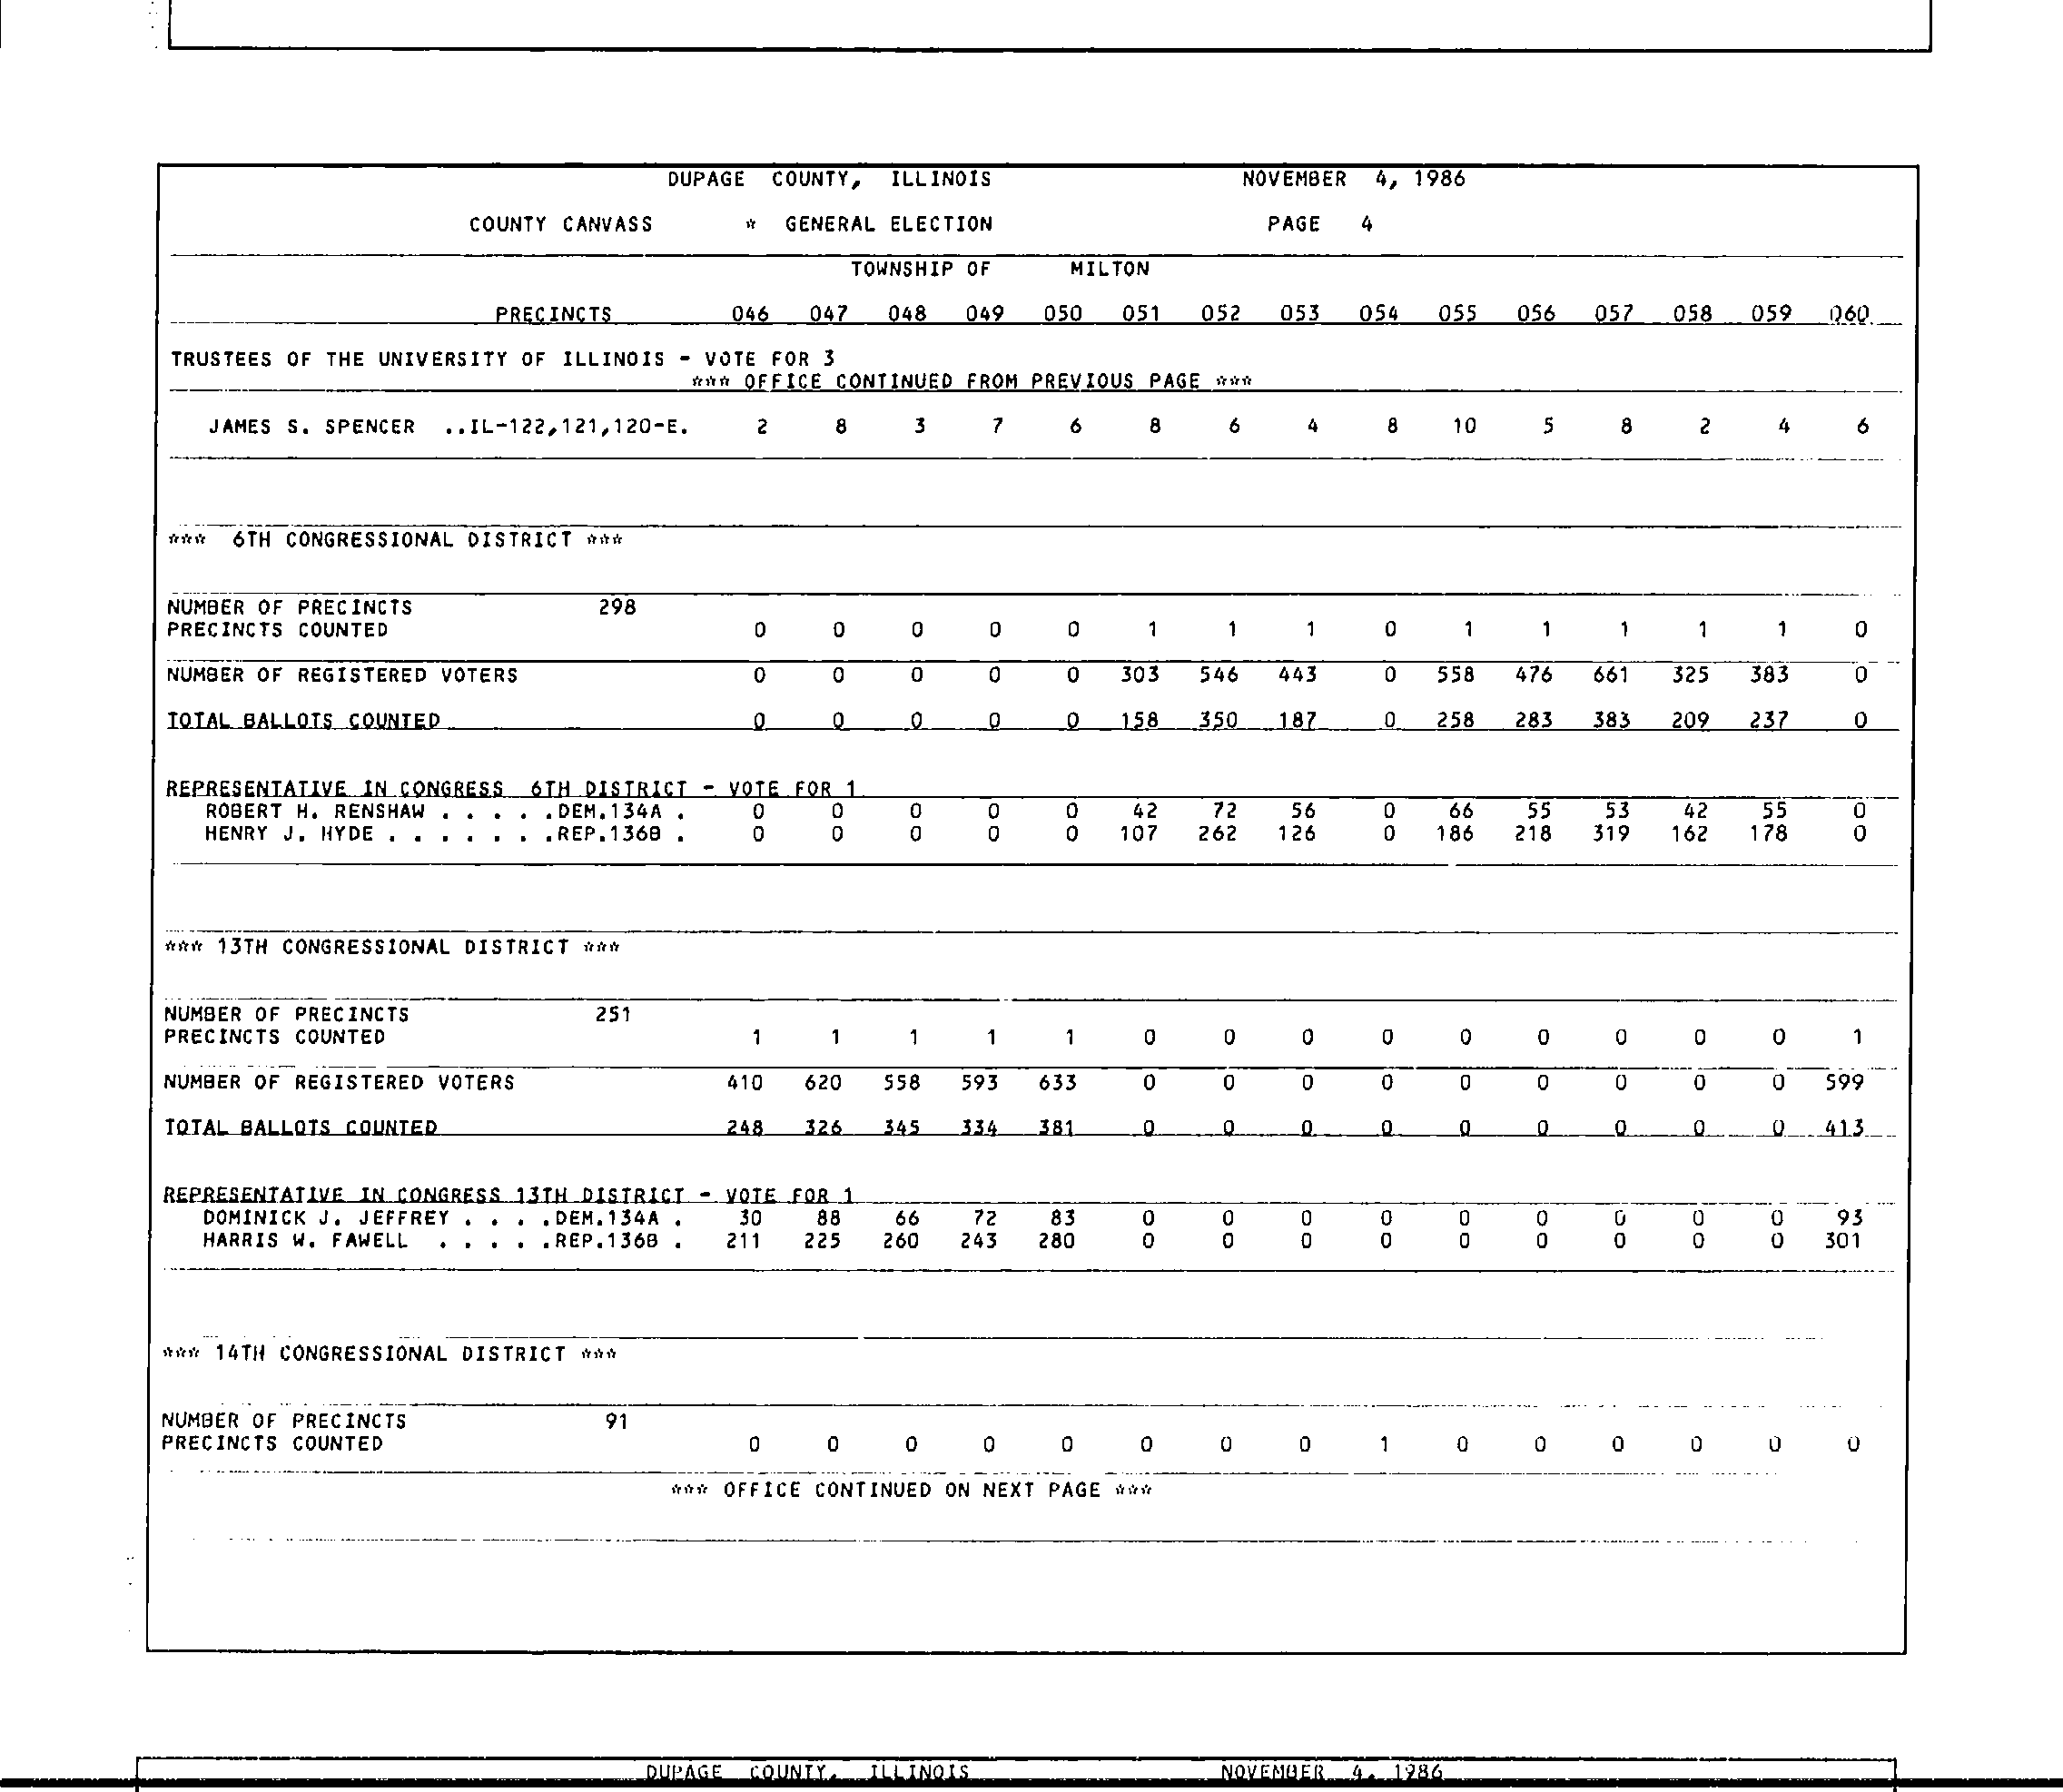 DUPAGE COUNTY, ILLINOIS NOVEMBER 4, 1986
COUNTY CANVASS * GENERAL ELECTION PAGE 4
TOWNSHIP OF MILTON
PRECINCTS 046 047 048 049 050 051 052 053 054 055 056 057 058 059 060
TRUSTEES OF THE UNIVERSITY OF ILLINOIS - VOTE FOR 3
*** OFFICE CONTINUED FROM PREVIOUS PAGE ***
JAMES S. SPENCER ..IL-122,121,120-E. 2 8 3 7 6 8 6 4 8 10 5 8 2 4 6
*** 6TH CONGRESSIONAL DISTRICT ***
NUMBER OF PRECINCTS 298
PRECINCTS COUNTED 0 0 0 0 0 1 1 1 0 1 1 1 1 1 0
NUMBER OF REGISTERED VOTERS 0 0 0 0 0 303 546 443 0 558 476 661 325 383 0
TOTAL BALLOTS COUNTED 0 0 0 0 0 158 350 187 0 258 283 383 209 237 0
REPRESENTATIVE IN CONGRESS 6TH DISTRICT - VOTE FOR 1
ROBERT H. RENSHAW . . . . .DEM.134A . 0 0 0 0 0 42 72 56 0 66 55 53 42 55 0
HENRY J. HYDE . . . . . . .REP.136B . 0 0 0 0 0 107 262 126 0 186 218 319 162 178 0
*** 13TH CONGRESSIONAL DISTRICT ***
NUMBER OF PRECINCTS 251
PRECINCTS COUNTED 1 1 1 1 1 0 0 0 0 0 0 0 0 0 1
NUMBER OF REGISTERED VOTERS 410 620 558 593 633 0 0 0 0 0 0 0 0 0 599
TOTAL BALLOTS COUNTED 248 326 345 334 381 0 0 0 0 0 0 0 0 0 413
REPRESENTATIVE IN CONGRESS 13TH DISTRICT - VOTE FOR 1
DOMINICK J. JEFFREY . . . .DEM.134A . 30 88 66 72 83 0 0 0 0 0 0 0 0 0 93
HARRIS W. FAWELL . . . . .REP.136B . 211 225 260 243 280 0 0 0 0 0 0 0 0 0 301
*** 14TH CONGRESSIONAL DISTRICT ***
NUMBER OF PRECINCTS 91
PRECINCTS COUNTED 0 0 0 0 0 0 0 0 1 0 0 0 0 0 0
*** OFFICE CONTINUED ON NEXT PAGE ***
DUPAGE COUNTY, ILLINOIS NOVEMBER 4, 1986